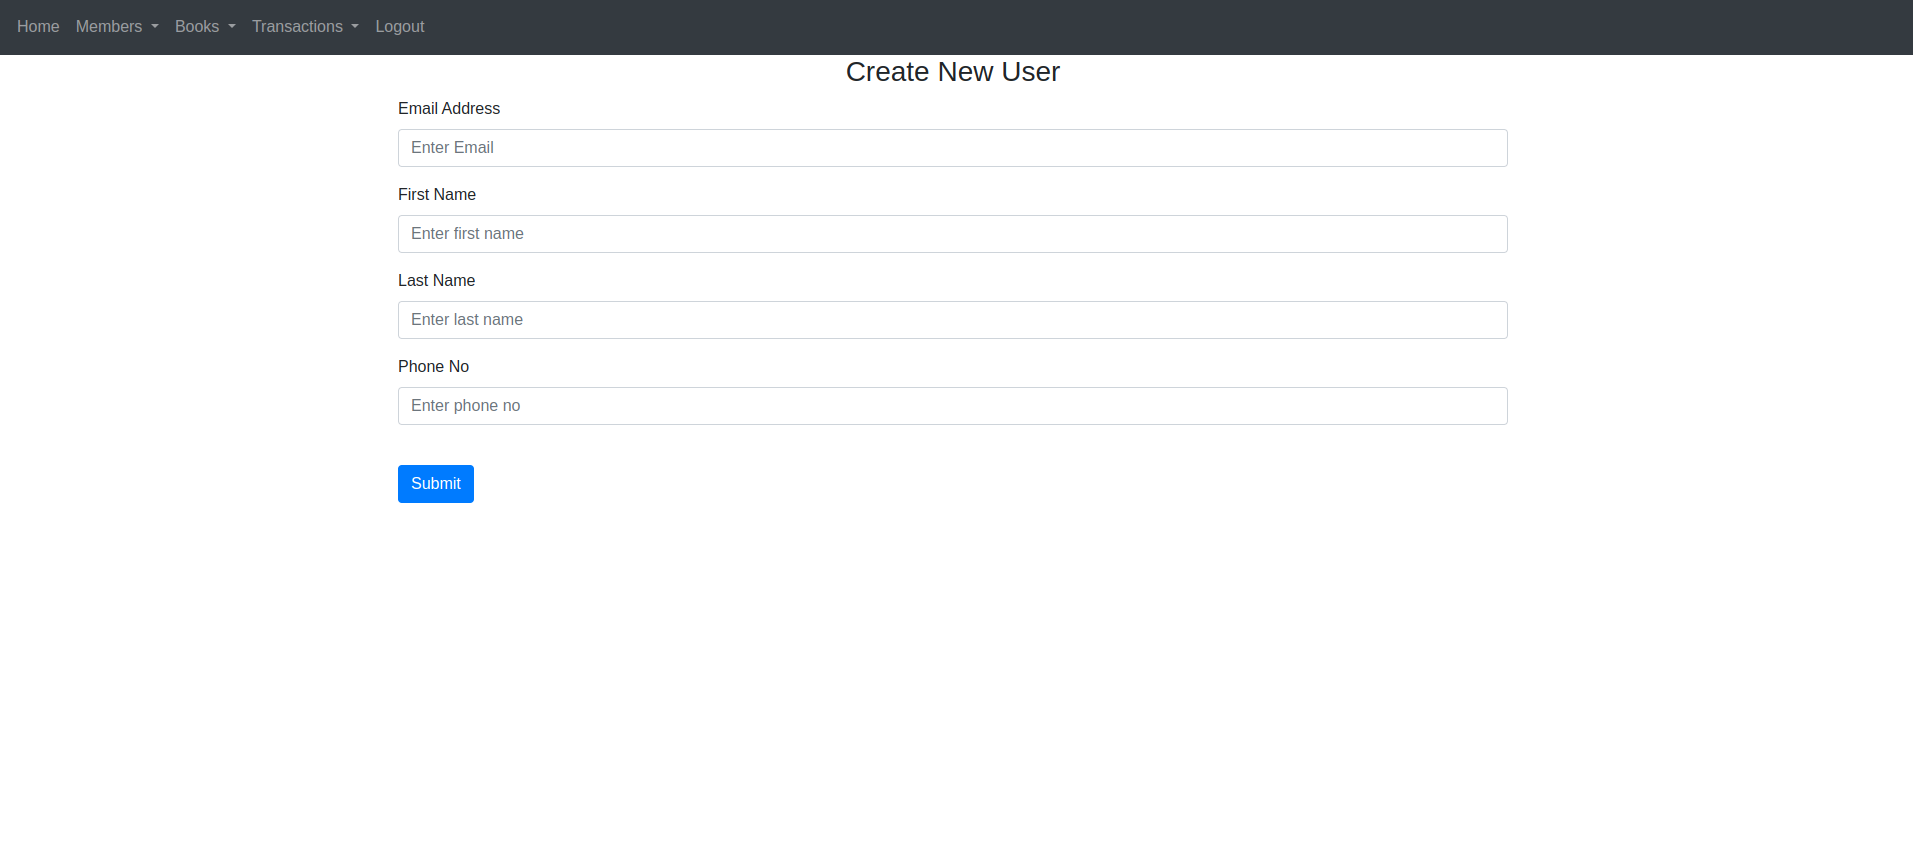 Home Members Books Transactions Logout
Create New User
Email Address
Enter Email
First Name
Enter first name
Last Name
Enter last name
Phone No
Enter phone no
Submit